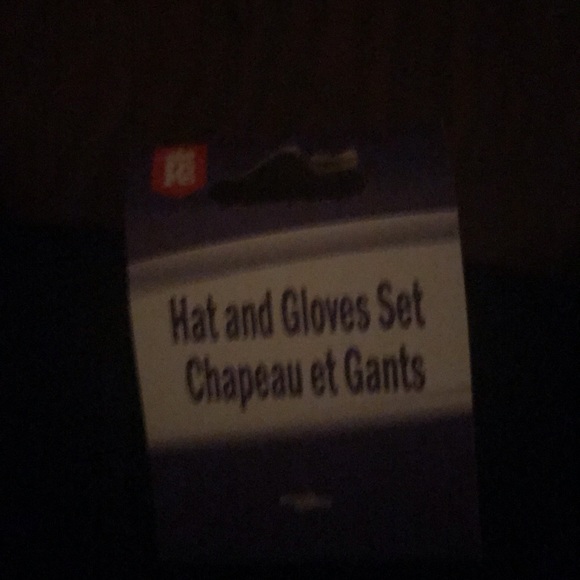 Hat and Gloves Set
Chapeau et Gants